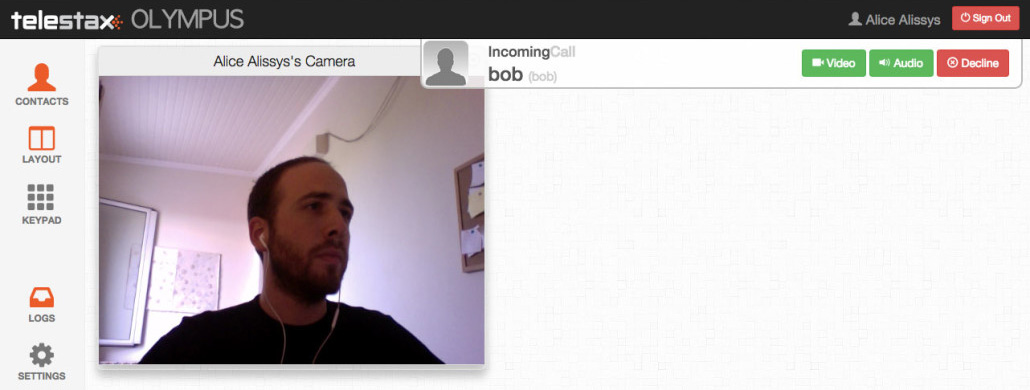 telestax OLYMPUS
Alice Alissys
Sign Out
Alice Alissys's Camera
IncomingCall
bob (bob)
Video
Audio
Decline
CONTACTS
LAYOUT
KEYPAD
LOGS
SETTINGS